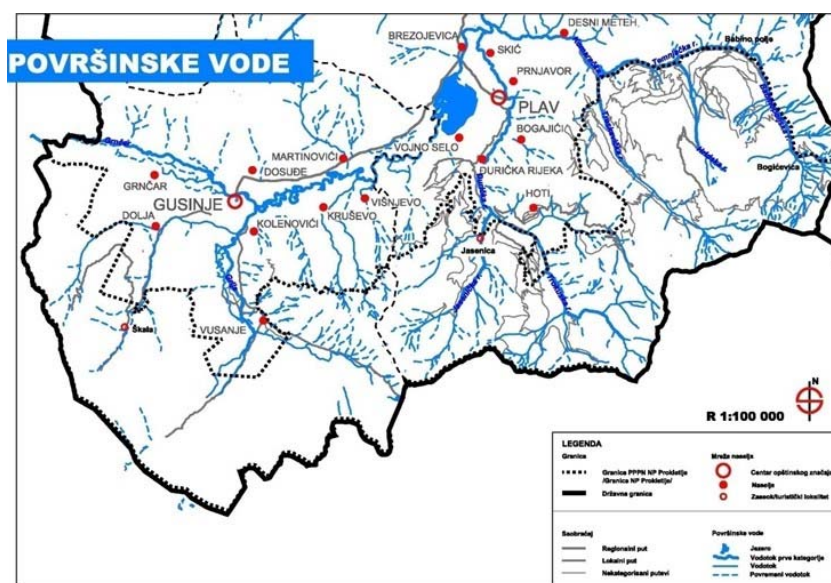 POVRŠINSKE VODE
BREZOJEVICA
SKIĆ
DESNI METEH
PRNJAVOR
PLAV
Babino polje
Temnjačka r.
MARTINOVIĆI
VOJNO SELO
BOGAJIĆI
Bogićevica
GRNČAR
DOSUĐE
ĐURIČKA RIJEKA
GUSINJE
VIŠNJEVO
HOTI
DOLJA
KOLENOVIĆI
KRUŠEVO
Jasenica
Škala
VUSANJE
N
R 1:100 000
LEGENDA
Granica
Granica PPPN NP Prokletije
/Granica NP Prokletije/
Državna granica
Mreža naselja
Centar opštinskog značaja
Naselje
Zaseok/turistički lokalitet
Saobraćaj
Regionalni put
Lokalni put
Nekategorisani putevi
Površinske vode
Jezero
Vodotok prve kategorije
Vodotok
Povremeni vodotok